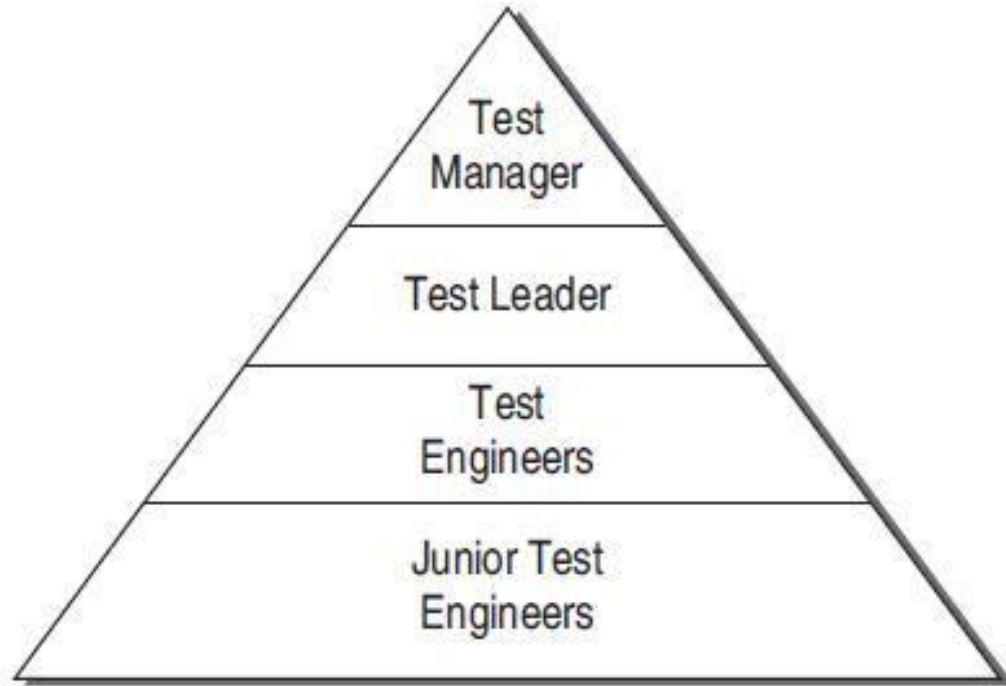 Test
Manager
Test Leader
Test
Engineers
Junior Test
Engineers